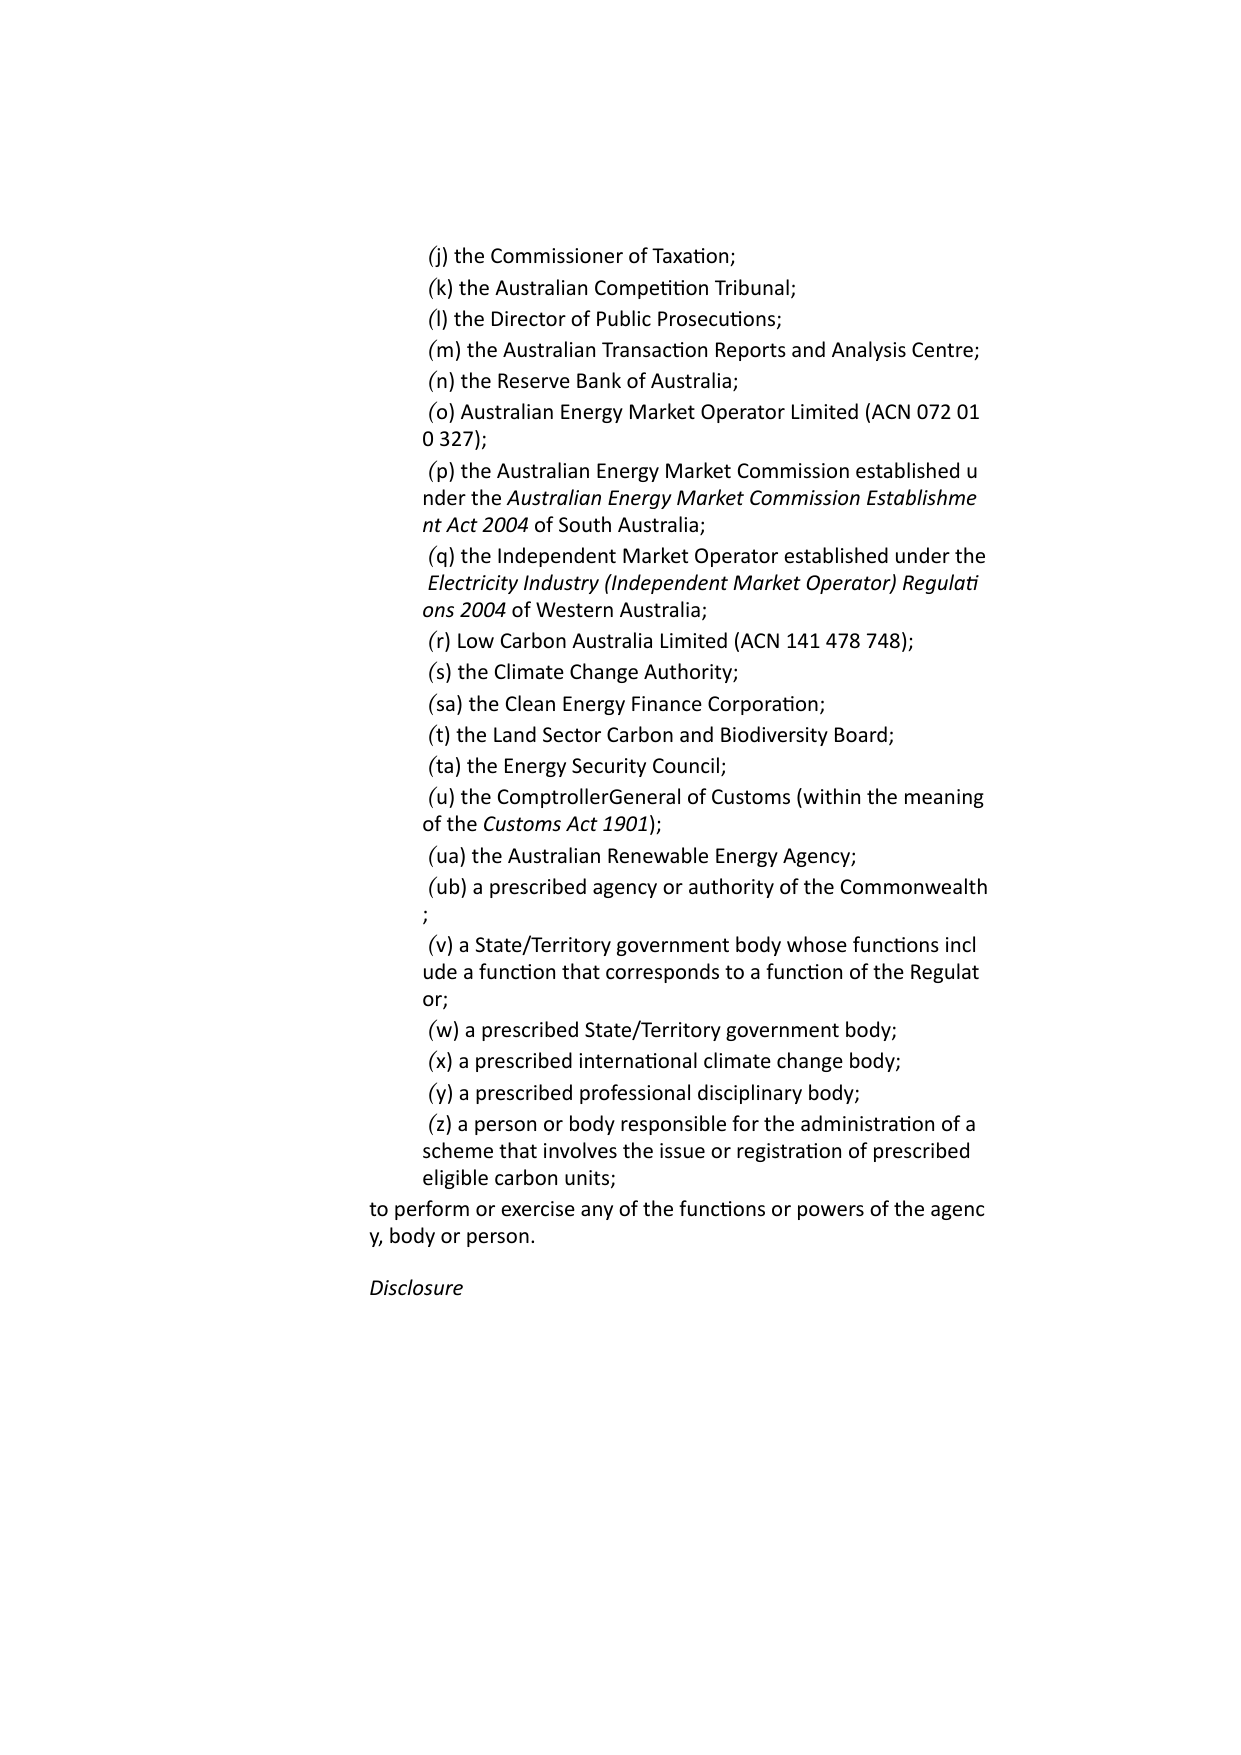 (j) the Commissioner of Taxation;
(k) the Australian Competition Tribunal;
(l) the Director of Public Prosecutions;
(m) the Australian Transaction Reports and Analysis Centre;
(n) the Reserve Bank of Australia;
(o) Australian Energy Market Operator Limited (ACN 072 01
0 327);
(p) the Australian Energy Market Commission established u
nder the Australian Energy Market Commission Establishme
nt Act 2004 of South Australia;
(q) the Independent Market Operator established under the
Electricity Industry (Independent Market Operator) Regulati
ons 2004 of Western Australia;
(r) Low Carbon Australia Limited (ACN 141 478 748);
(s) the Climate Change Authority;
(sa) the Clean Energy Finance Corporation;
(t) the Land Sector Carbon and Biodiversity Board;
(ta) the Energy Security Council;
(u) the ComptrollerGeneral of Customs (within the meaning
of the Customs Act 1901);
(ua) the Australian Renewable Energy Agency;
(ub) a prescribed agency or authority of the Commonwealth
;
(v) a State/Territory government body whose functions incl
ude a function that corresponds to a function of the Regulat
or;
(w) a prescribed State/Territory government body;
(x) a prescribed international climate change body;
(y) a prescribed professional disciplinary body;
(z) a person or body responsible for the administration of a
scheme that involves the issue or registration of prescribed
eligible carbon units;
to perform or exercise any of the functions or powers of the agenc
y, body or person.
Disclosure